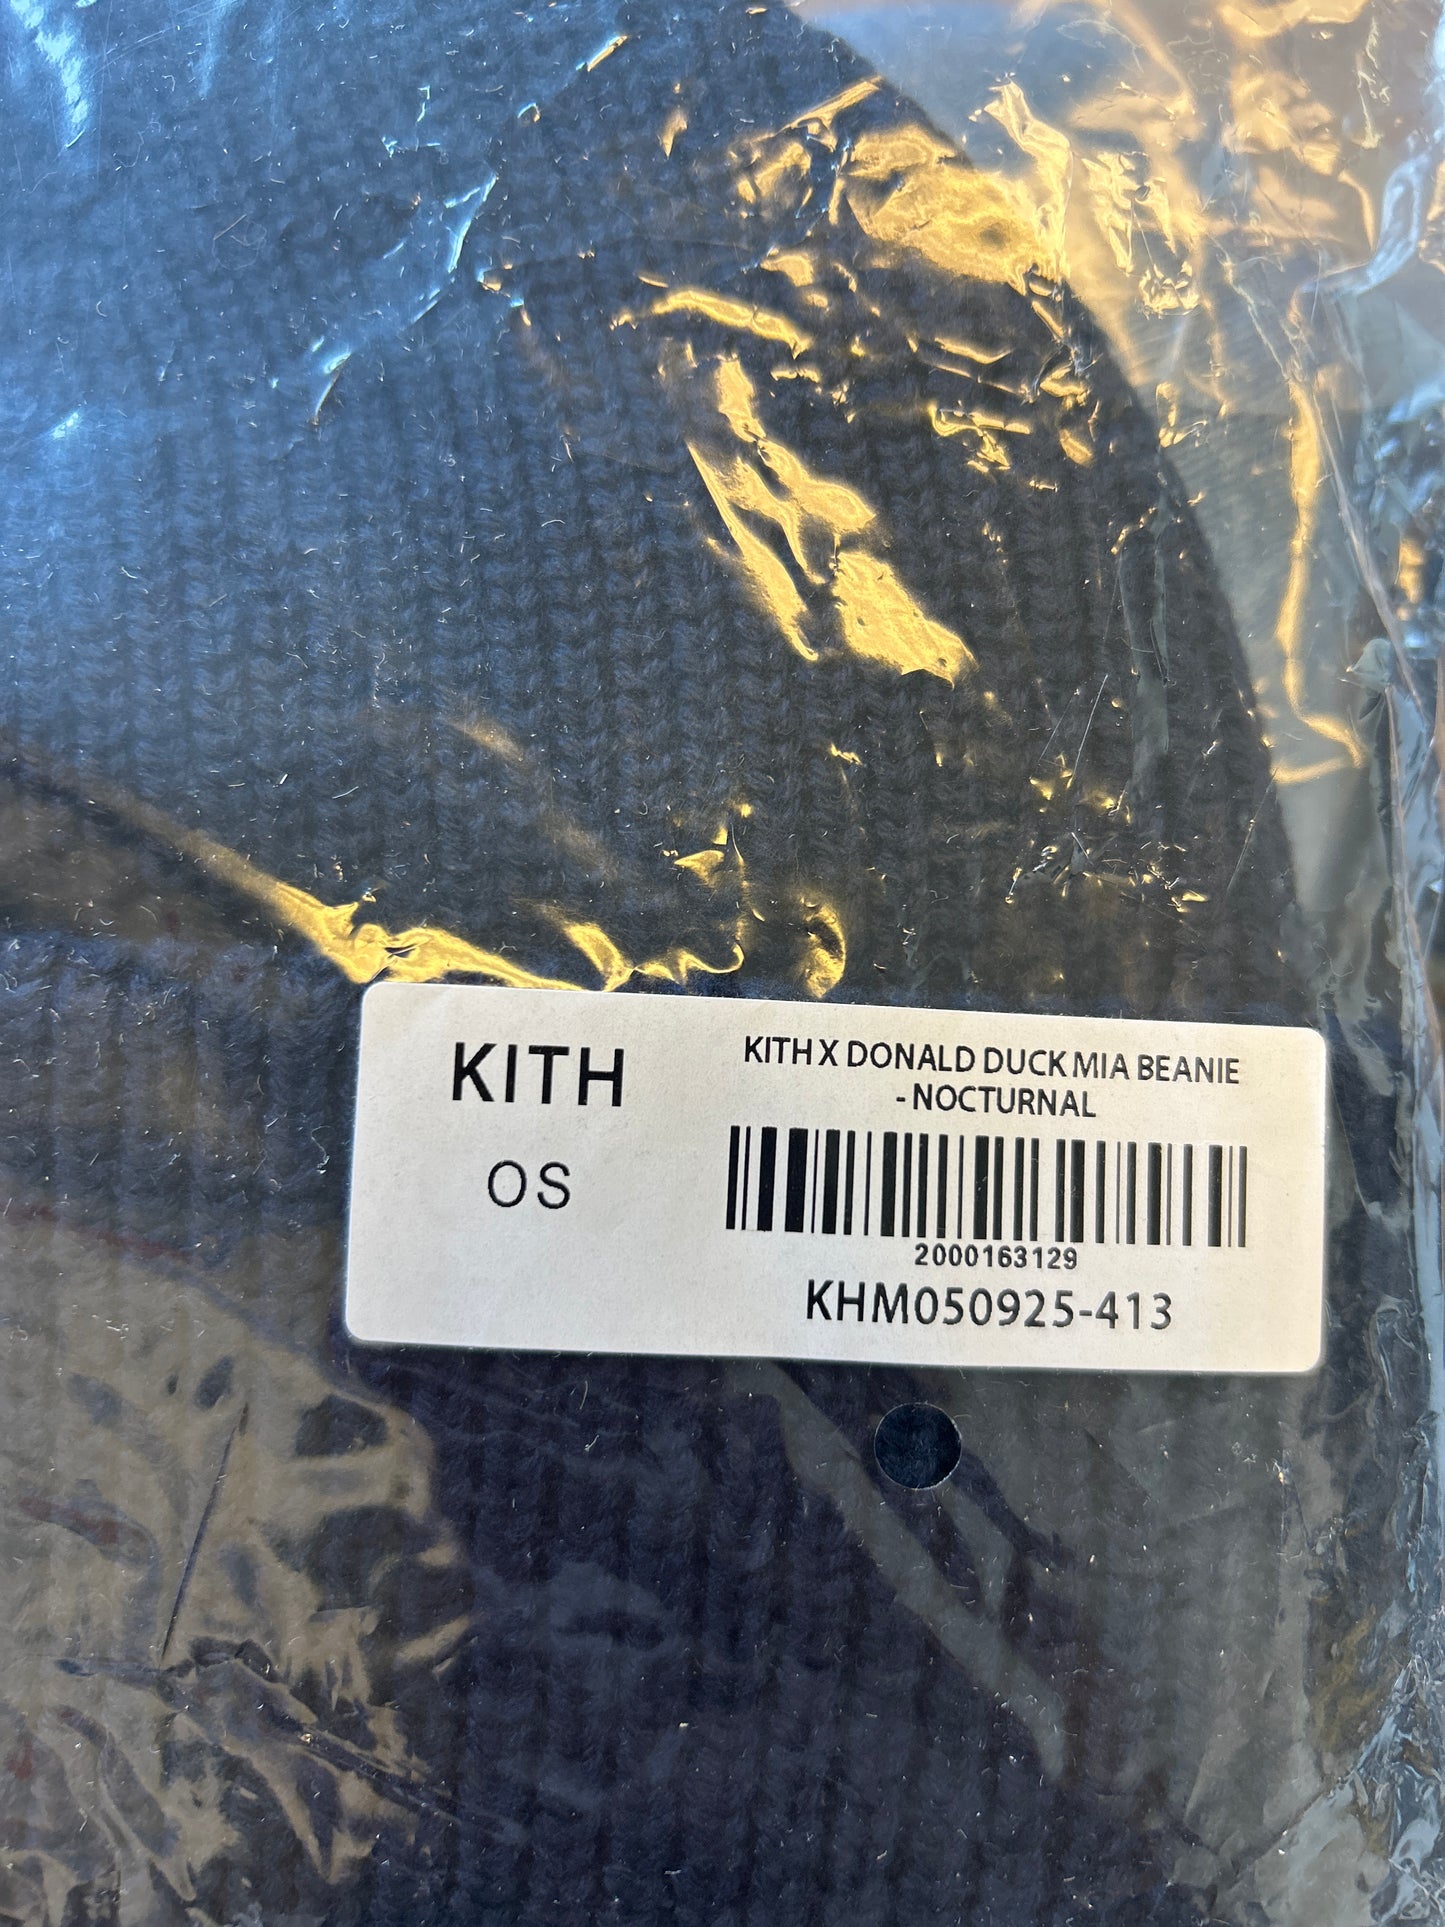 KITH
OS
KITH X DONALD DUCK MIA BEANIE
- NOCTURNAL
2000163129
KHM050925-413